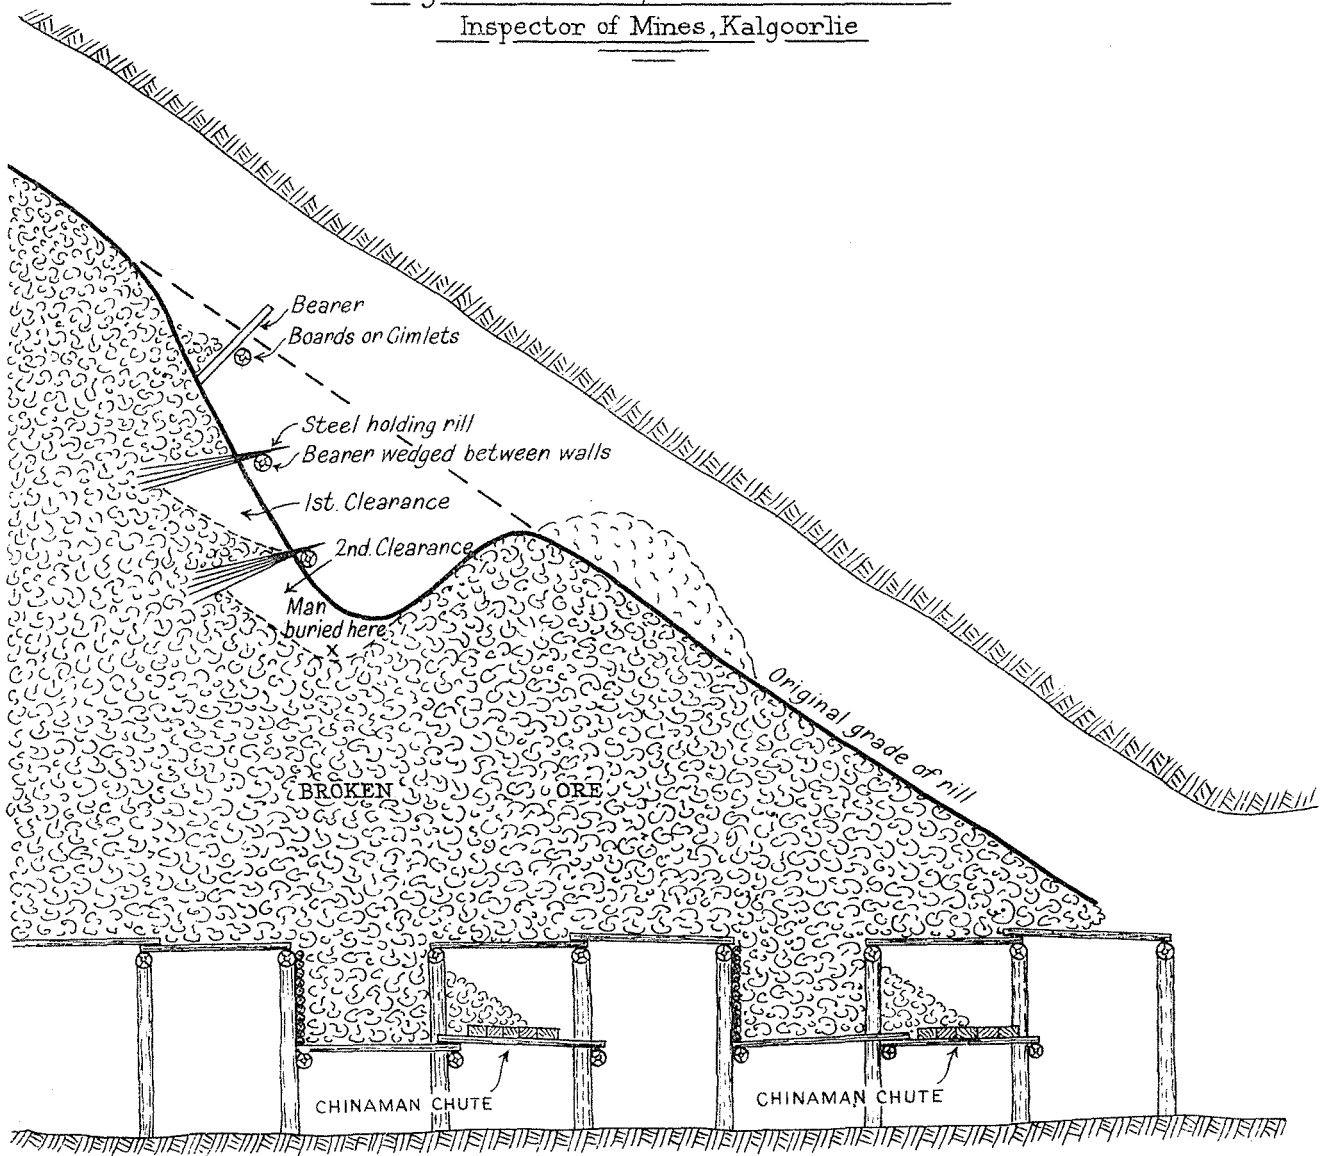 Inspector of Mines, Kalgoorlie
Bearer
Boards or Gimlets
Steel holding rill
Bearer wedged between walls
1st. Clearance
2nd. Clearance
Man
buried here
x
Original grade of rill
BROKEN ORE
CHINAMAN CHUTE
CHINAMAN CHUTE